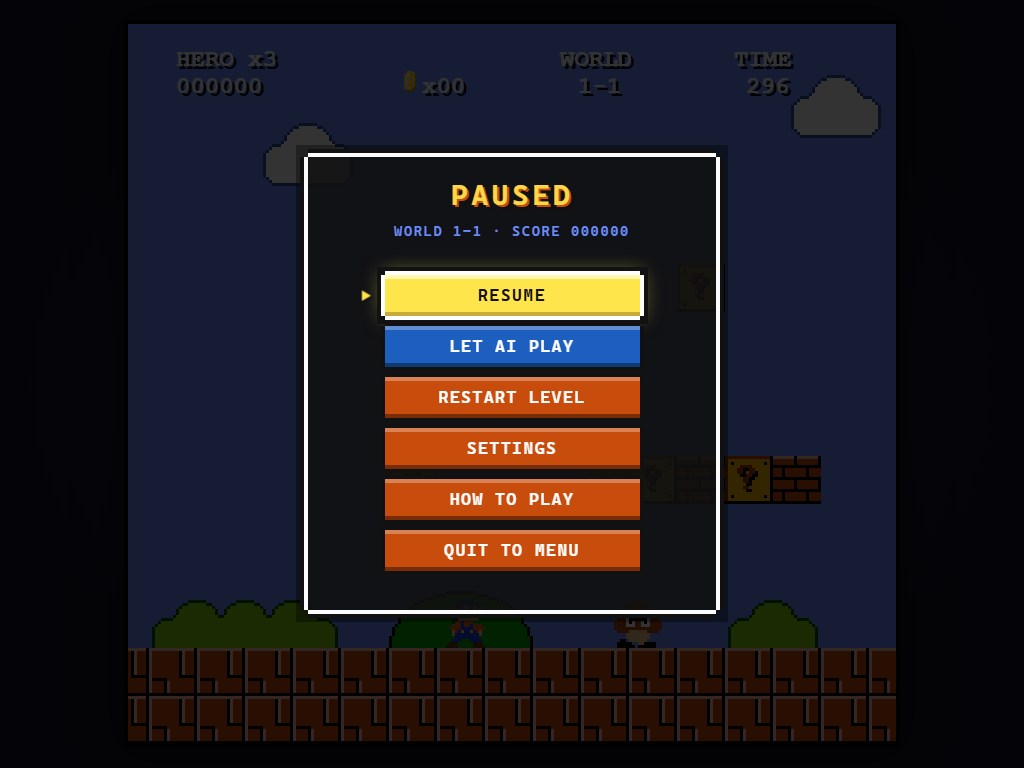 HERO x3
000000
x00
WORLD
1-1
TIME
296
PAUSED
WORLD 1-1 · SCORE 000000
RESUME
LET AI PLAY
RESTART LEVEL
SETTINGS
HOW TO PLAY
QUIT TO MENU
?
?
?